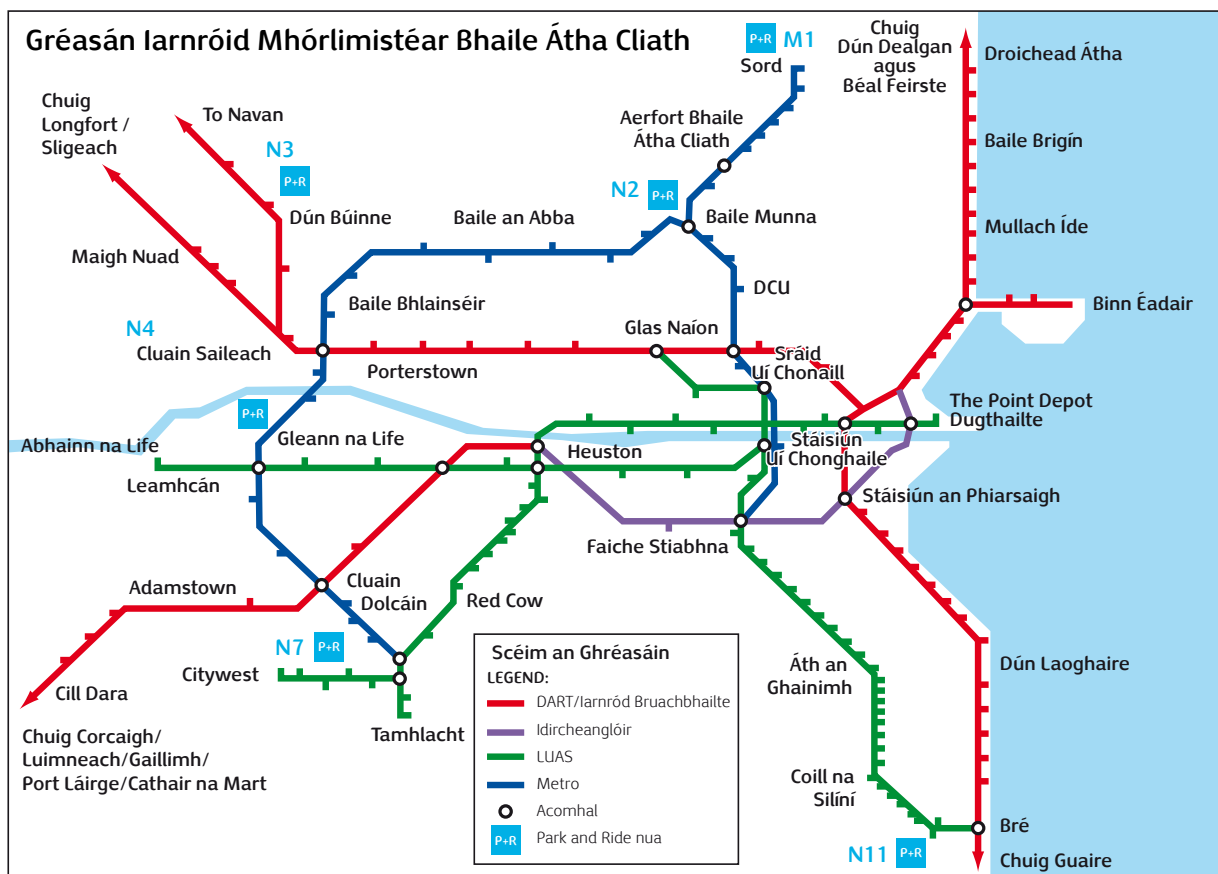 Gréasán Iarnróid Mhórlimistéar Bhaile Átha Cliath
P+R M1
Sord
Chuig
Dún Dealgan
agus
Béal Feirste
Droichead Átha
Chuig
Longfort /
Sligeach
To Navan
N3
P+R
Aerfort Bhaile
Átha Cliath
Baile Brigín
N2 P+R
Dún Búinne
Baile an Abba
Baile Munna
Mullach Íde
Maigh Nuad
DCU
Baile Bhlainséir
Binn Éadair
N4
Cluain Saileach
Glas Naíon
Porterstown
Sráid
Uí Chonaill
The Point Depot
Dugthailte
P+R
Abhainn na Life
Gleann na Life
Heuston
Stáisiún
Uí Chonghaile
Leamhcán
Stáisiún an Phiarsaigh
Faiche Stiabhna
Adamstown
Cluain
Dolcáin
Red Cow
N7 P+R
Citywest
Cill Dara
Tamhlacht
Chuig Corcaigh/
Luimneach/Gaillimh/
Port Láirge/Cathair na Mart
Scéim an Ghréasáin
LEGEND:
DART/Iarnród Bruachbhailte
Idircheanglóir
LUAS
Metro
Acomhal
P+R Park and Ride nua
Áth an
Ghainimh
Dún Laoghaire
Coill na
Silíní
Bré
N11 P+R
Chuig Guaire